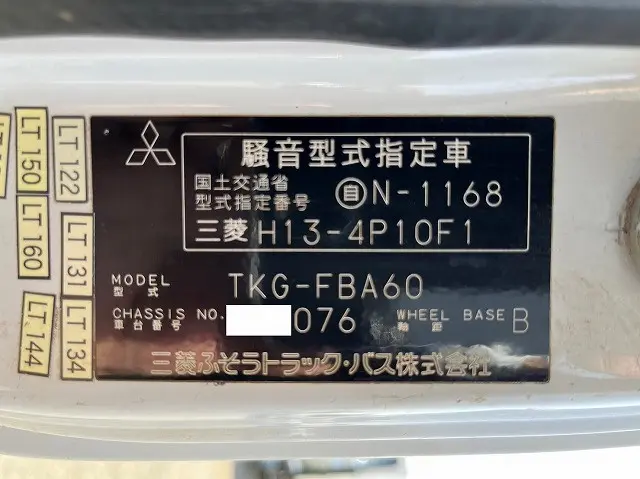 騒音型式指定車
国土交通省
型式指定番号
自 N-1168
三菱 H13-4P10F1
MODEL
型式
TKG-FBA60
CHASSIS NO.
車台番号
076
WHEEL BASE
軸距
B
三菱ふそうトラック・バス株式会社
LT 122
LT 150
LT 131
LT 160
LT 134
LT 144